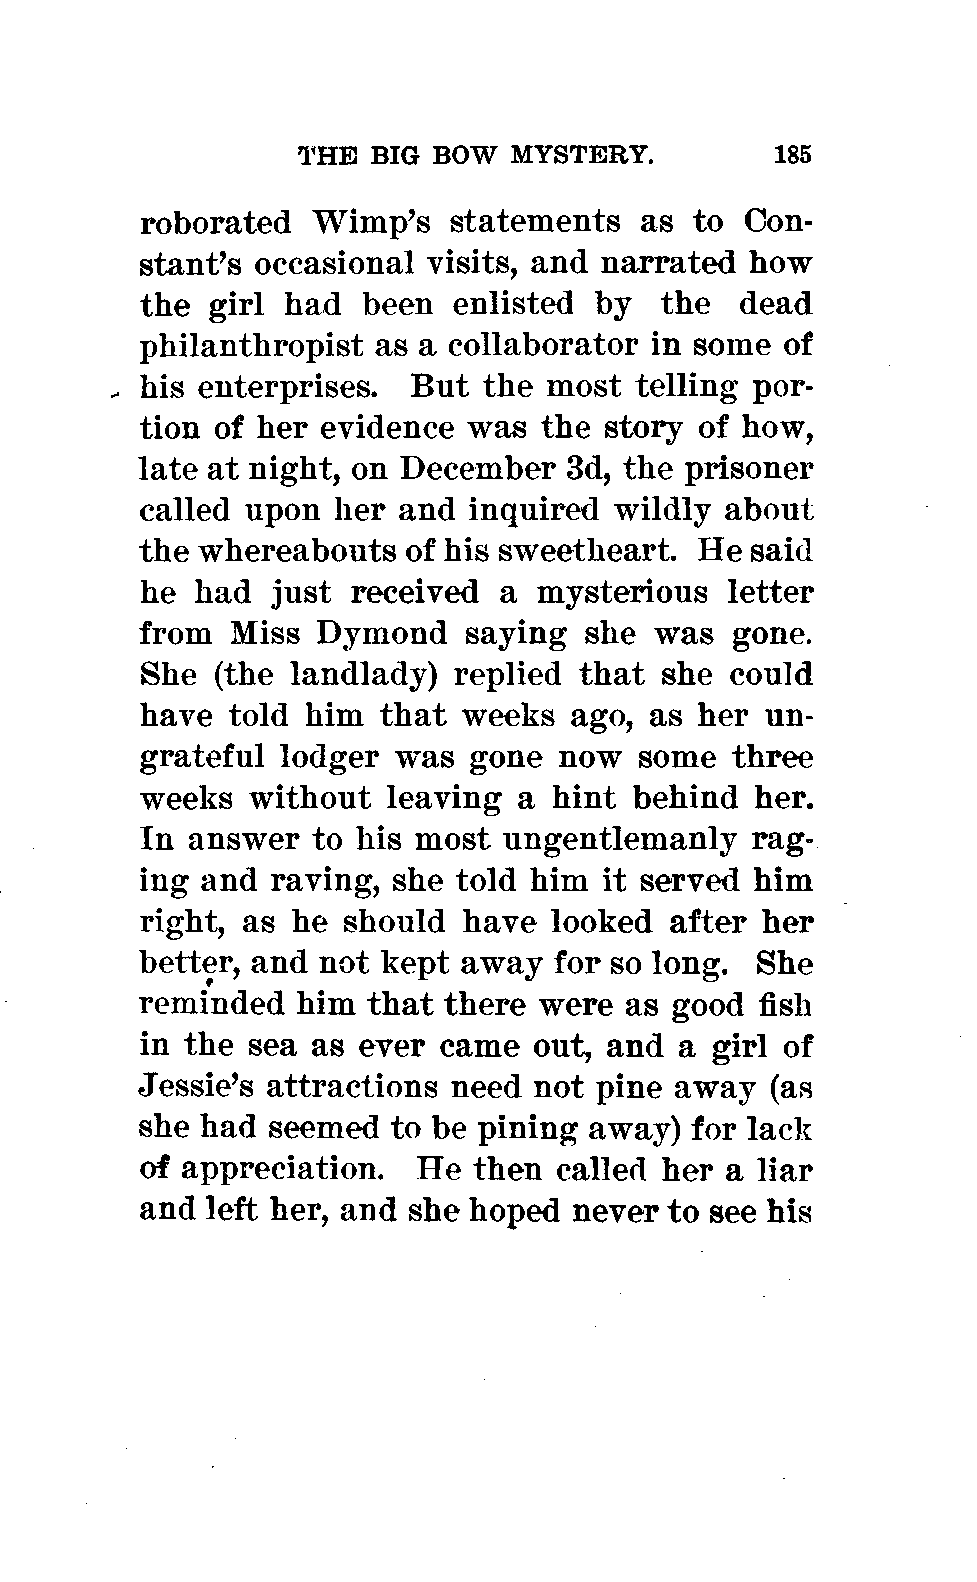 THE BIG BOW MYSTERY. 185
roborated Wimp's statements as to Con-
stant's occasional visits, and narrated how
the girl had been enlisted by the dead
philanthropist as a collaborator in some of
his enterprises. But the most telling por-
tion of her evidence was the story of how,
late at night, on December 3d, the prisoner
called upon her and inquired wildly about
the whereabouts of his sweetheart. He said
he had just received a mysterious letter
from Miss Dymond saying she was gone.
She (the landlady) replied that she could
have told him that weeks ago, as her un-
grateful lodger was gone now some three
weeks without leaving a hint behind her.
In answer to his most ungentlemanly rag-
ing and raving, she told him it served him
right, as he should have looked after her
better, and not kept away for so long. She
reminded him that there were as good fish
in the sea as ever came out, and a girl of
Jessie's attractions need not pine away (as
she had seemed to be pining away) for lack
of appreciation. He then called her a liar
and left her, and she hoped never to see his